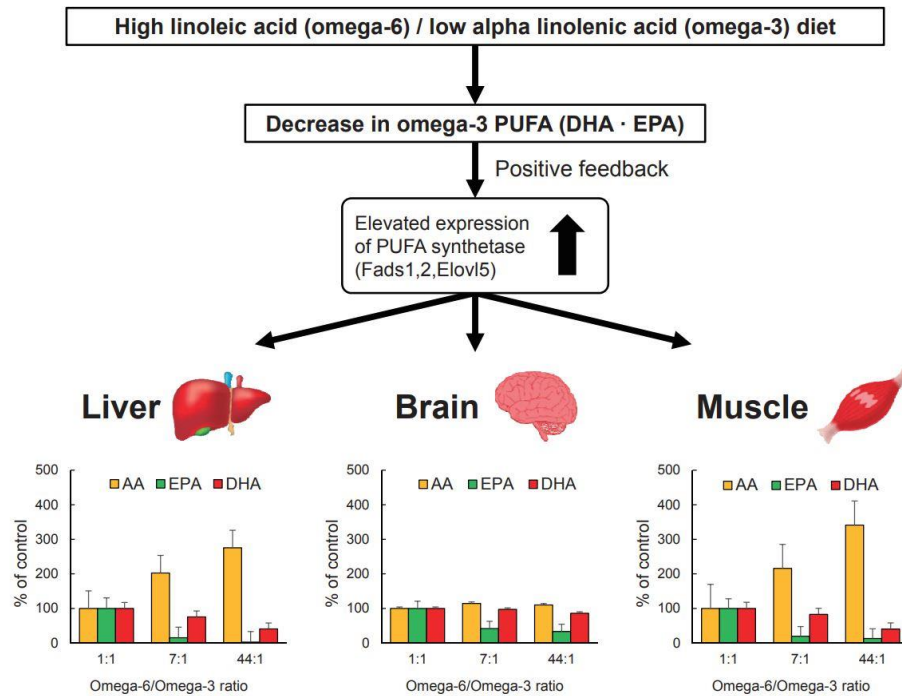 High linoleic acid (omega-6) / low alpha linolenic acid (omega-3) diet
Decrease in omega-3 PUFA (DHA · EPA)
Positive feedback
Elevated expression
of PUFA synthetase
(Fads1,2,Elovl5)
Liver
Brain
Muscle
500
400
300
200
100
0
% of control
AA EPA DHA
1:1 7:1 44:1
Omega-6/Omega-3 ratio
500
400
300
200
100
0
% of control
AA EPA DHA
1:1 7:1 44:1
Omega-6/Omega-3 ratio
500
400
300
200
100
0
% of control
AA EPA DHA
1:1 7:1 44:1
Omega-6/Omega-3 ratio